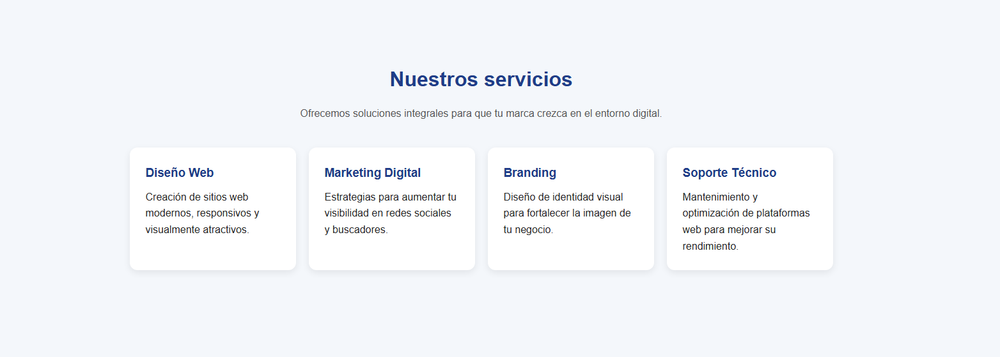 Nuestros servicios
Ofrecemos soluciones integrales para que tu marca crezca en el entorno digital.
Diseño Web
Creación de sitios web
modernos, responsivos y
visualmente atractivos.
Marketing Digital
Estrategias para aumentar tu
visibilidad en redes sociales
y buscadores.
Branding
Diseño de identidad visual
para fortalecer la imagen de
tu negocio.
Soporte Técnico
Mantenimiento y
optimización de plataformas
web para mejorar su
rendimiento.